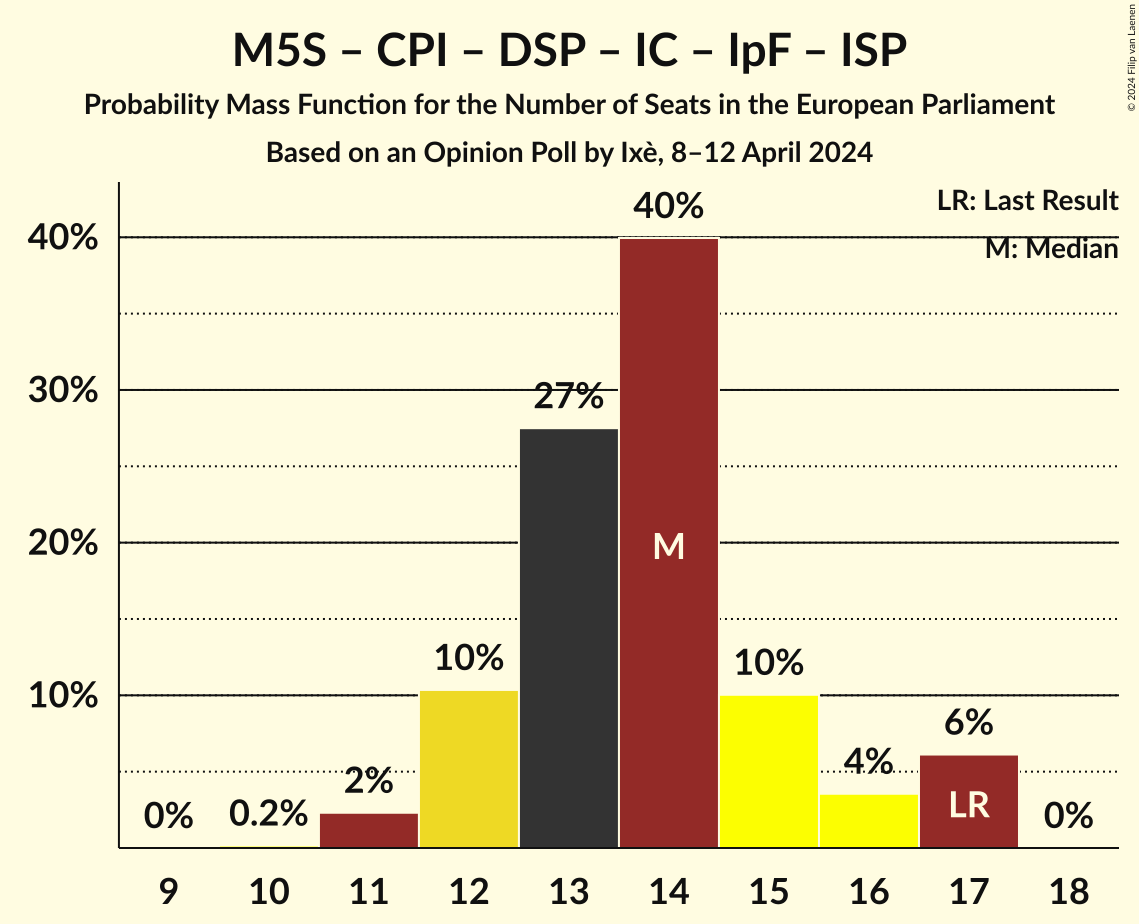 M5S – CPI – DSP – IC – IpF – ISP
Probability Mass Function for the Number of Seats in the European Parliament
Based on an Opinion Poll by Ixè, 8–12 April 2024
© 2024 Filip van Laenen
LR: Last Result
M: Median
40%
30%
20%
10%
0%
0.2%
2%
10%
27%
40%
10%
4%
6%
0%
M
LR
9 10 11 12 13 14 15 16 17 18